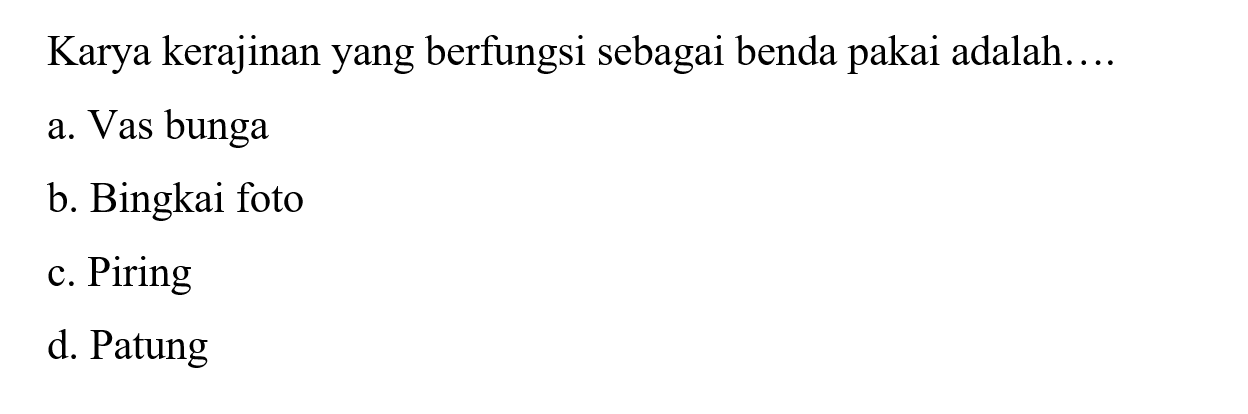 Karya kerajinan yang berfungsi sebagai benda pakai adalah….
a. Vas bunga
b. Bingkai foto
c. Piring
d. Patung